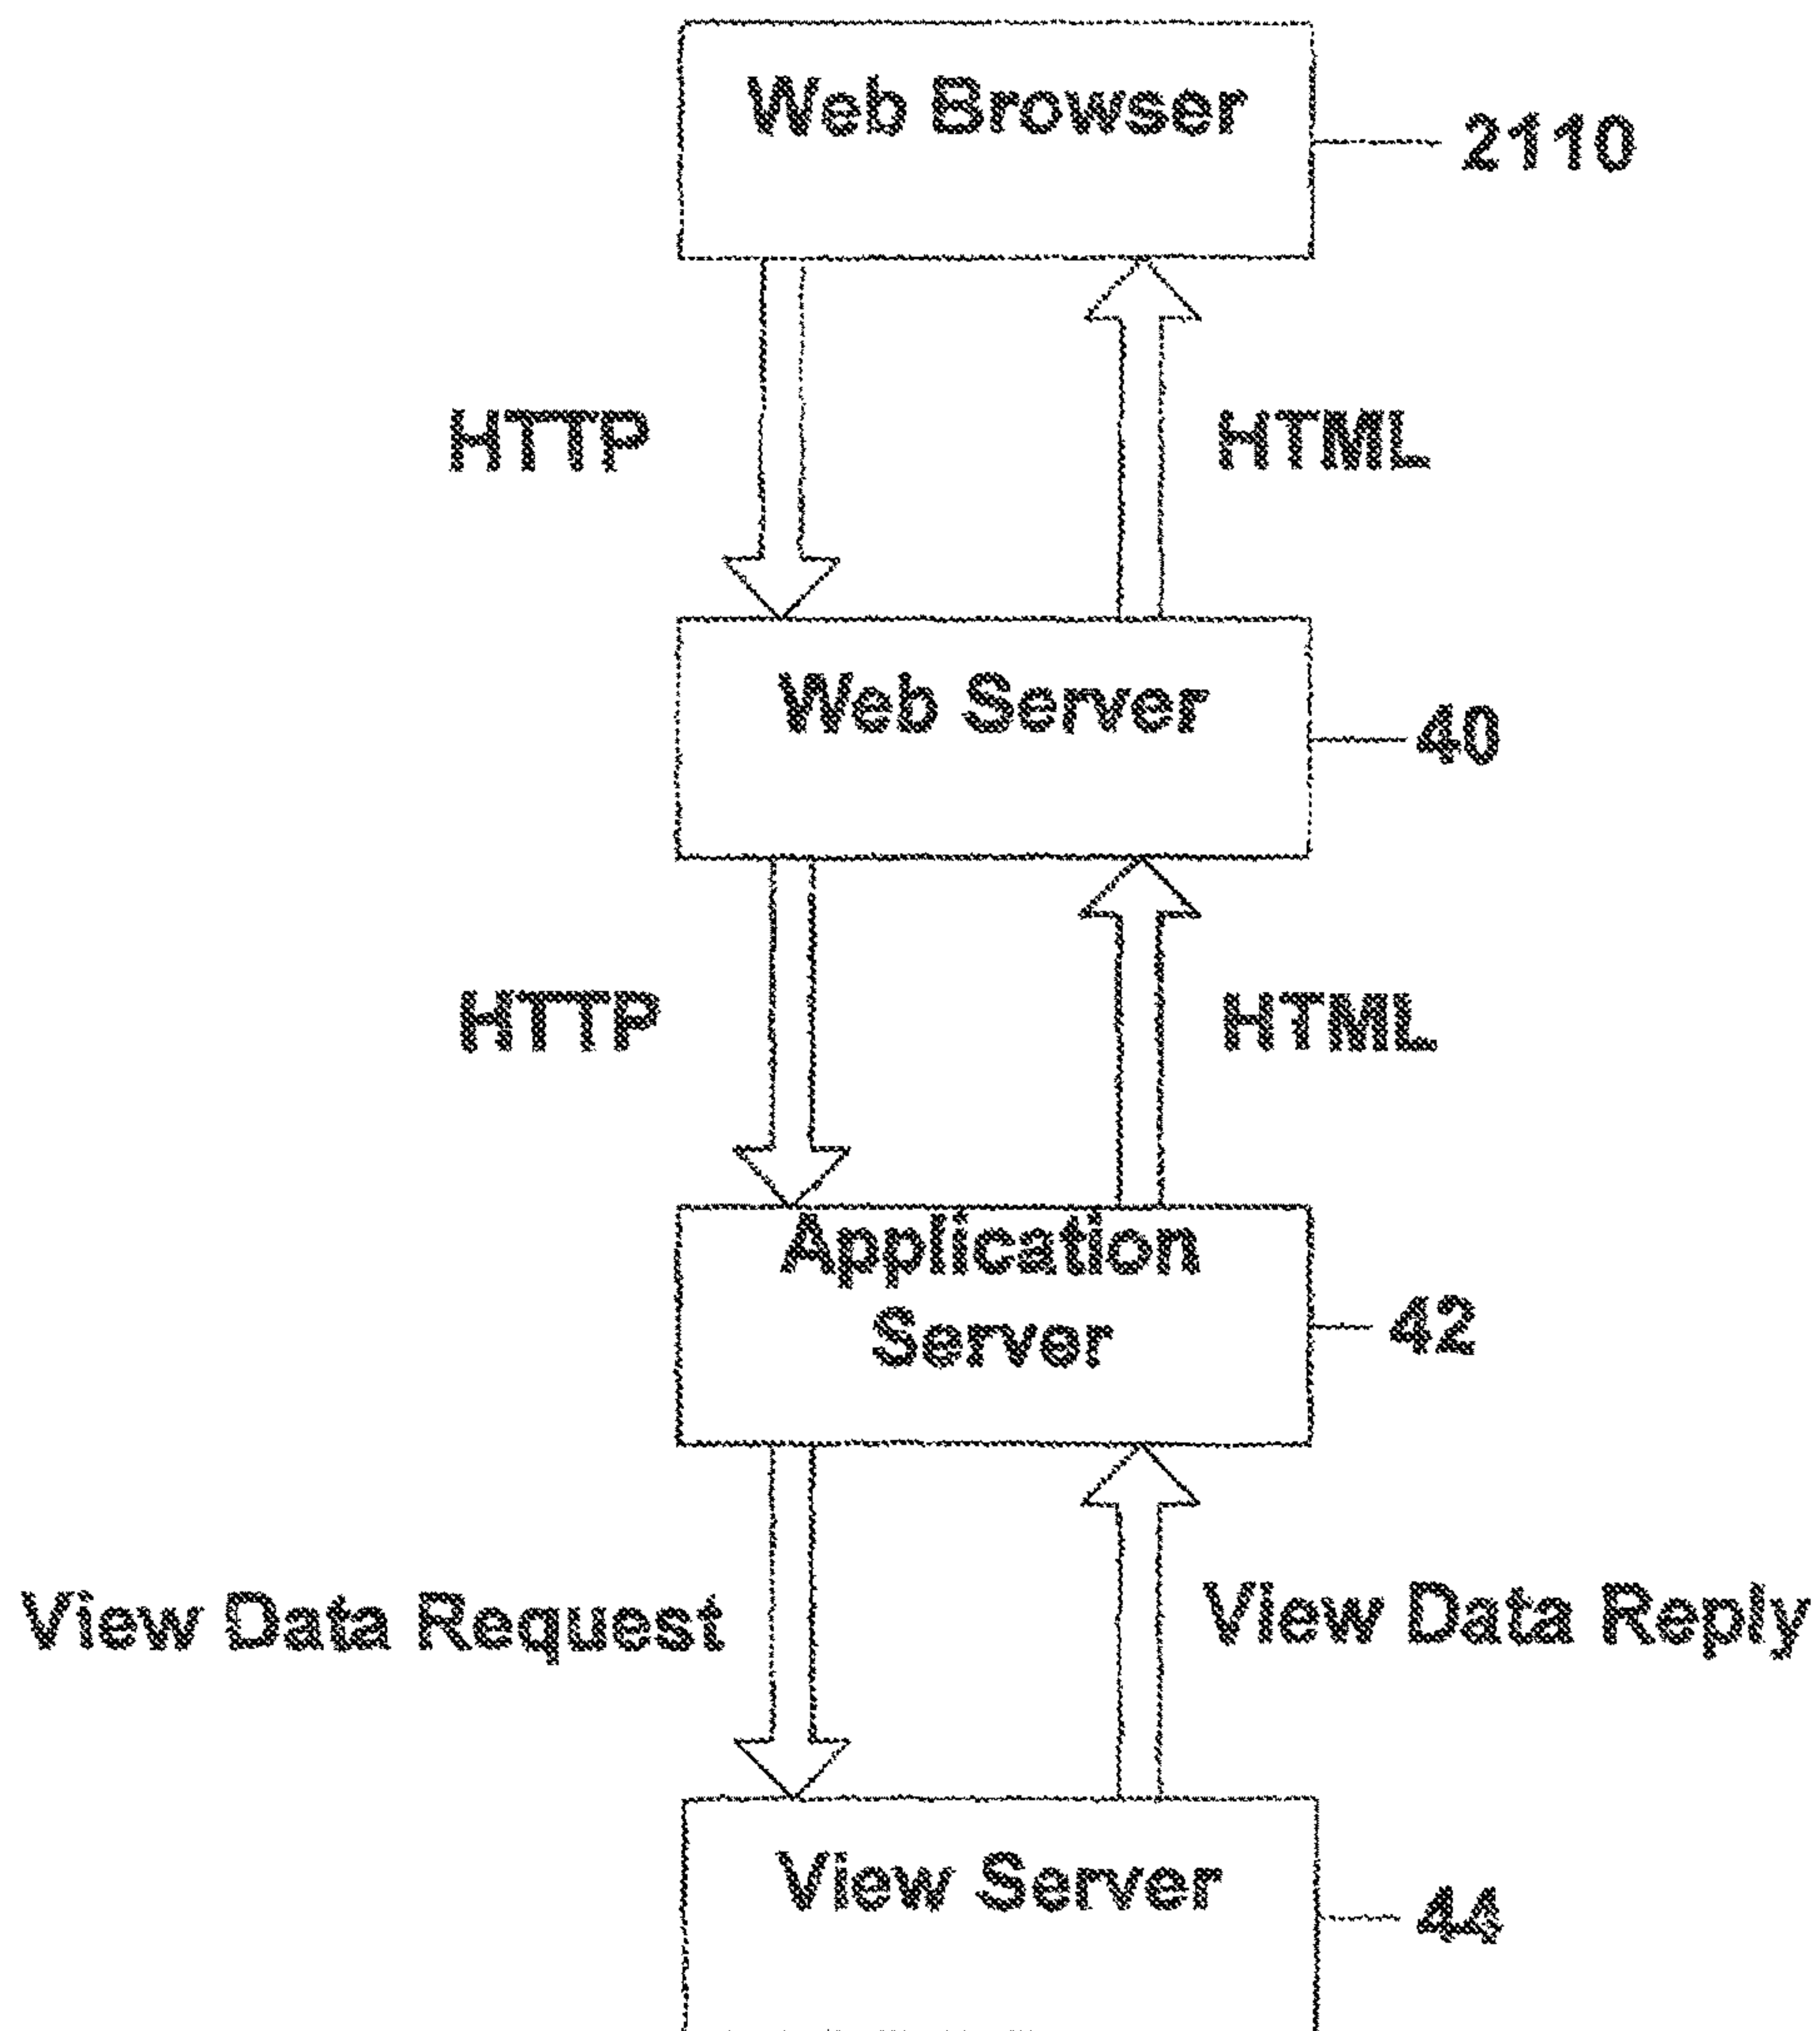 Web Browser
2110
HTTP
HTML
Web Server
40
HTTP
HTML
Application
Server
42
View Data Request
View Data Reply
View Server
44